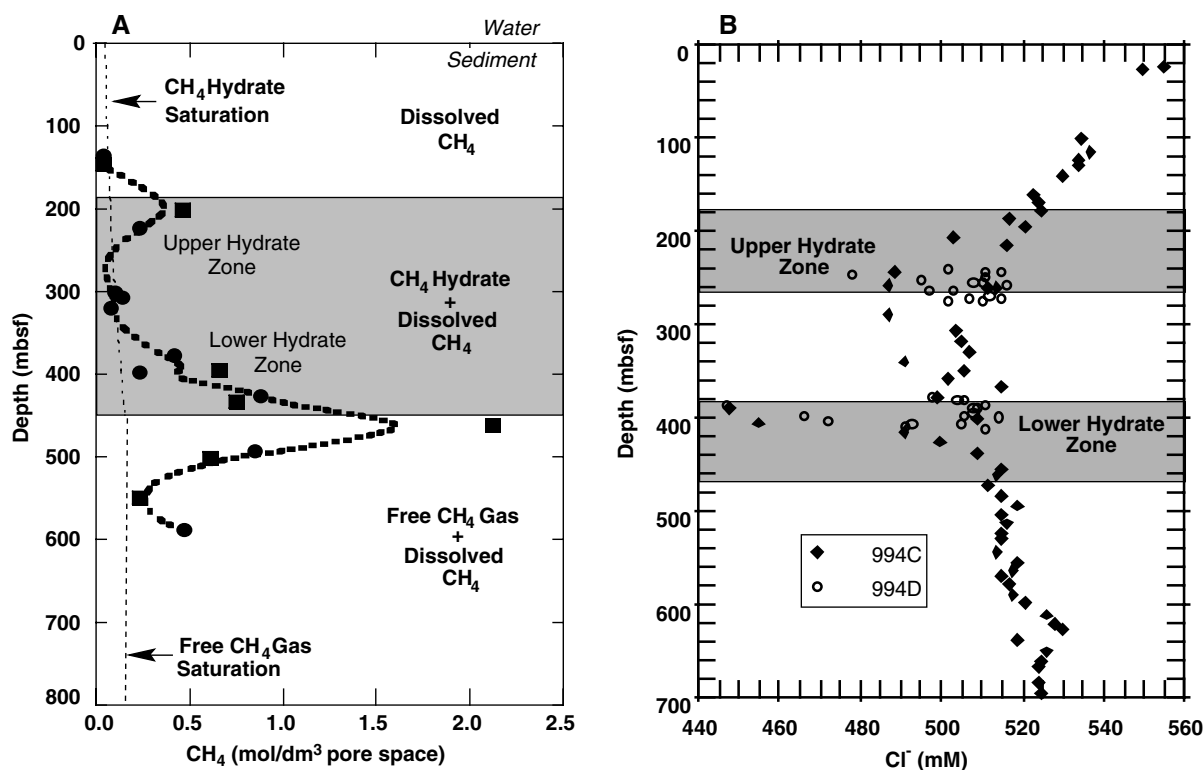 A
Water
Sediment
0
100
200
300
400
500
600
700
800
Depth (mbsf)
CH4 Hydrate
Saturation
Dissolved
CH4
Upper Hydrate
Zone
CH4 Hydrate
+
Dissolved
CH4
Lower Hydrate
Zone
Free CH4 Gas
+
Dissolved
CH4
Free CH4 Gas
Saturation
0.0 0.5 1.0 1.5 2.0 2.5
CH4 (mol/dm3 pore space)
B
0
100
200
300
400
500
600
700
Depth (mbsf)
Upper Hydrate
Zone
Lower Hydrate
Zone
994C
994D
440 460 480 500 520 540 560
Cl- (mM)